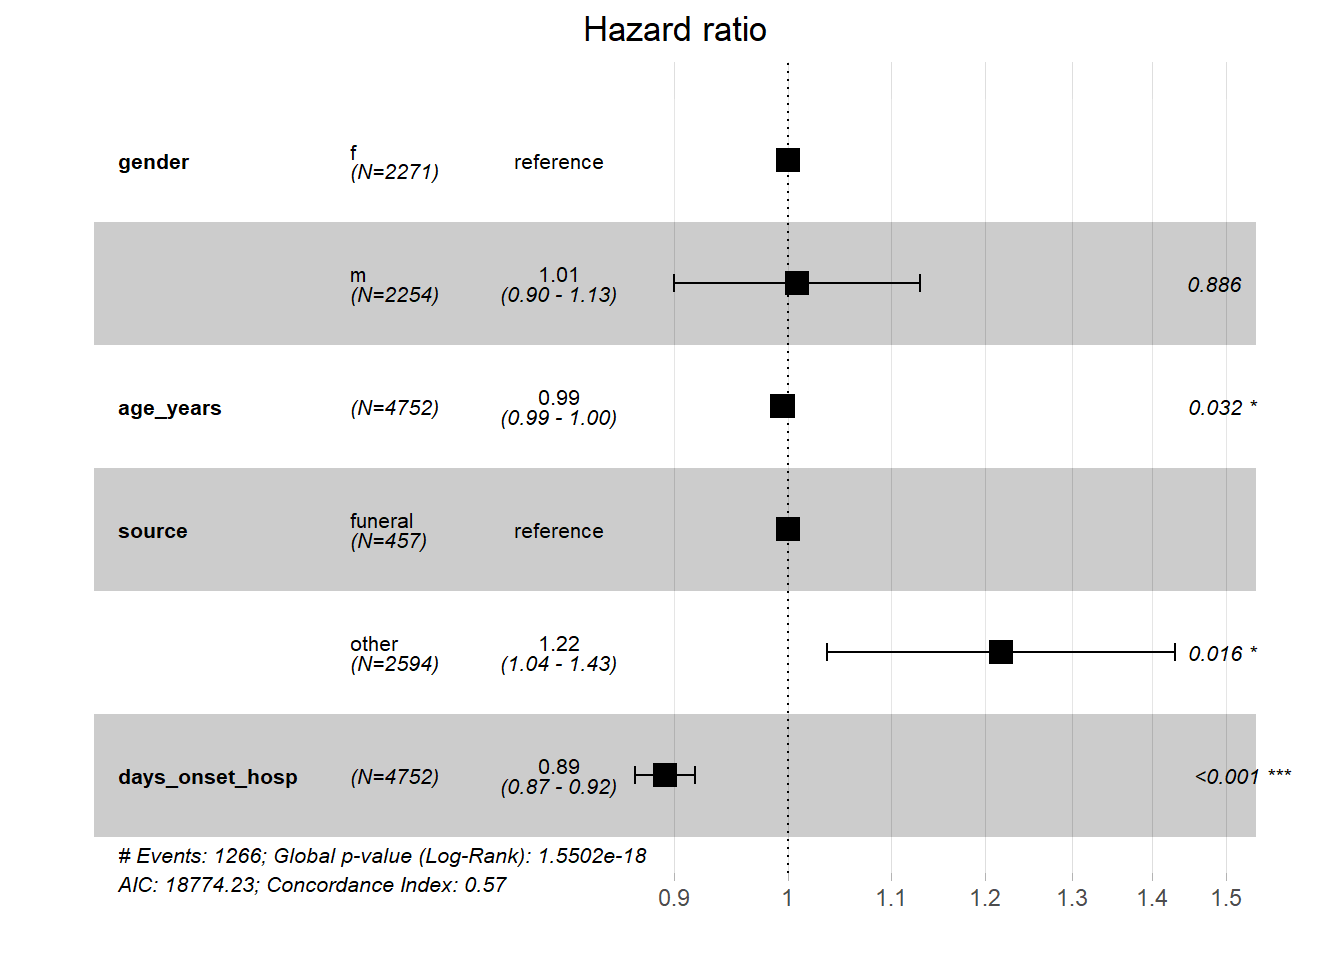 Hazard ratio
f
gender
(N=2271)
reference
m
(N=2254)
1.01
(0.90 - 1.13)
0.886
age_years
(N=4752)
0.99
(0.99 - 1.00)
0.032 *
funeral
source
(N=457)
reference
other
(N=2594)
1.22
(1.04 - 1.43)
0.016 *
days_onset_hosp
(N=4752)
0.89
(0.87 - 0.92)
<0.001 ***
# Events: 1266; Global p-value (Log-Rank): 1.5502e-18
AIC: 18774.23; Concordance Index: 0.57
0.9 1 1.1 1.2 1.3 1.4 1.5